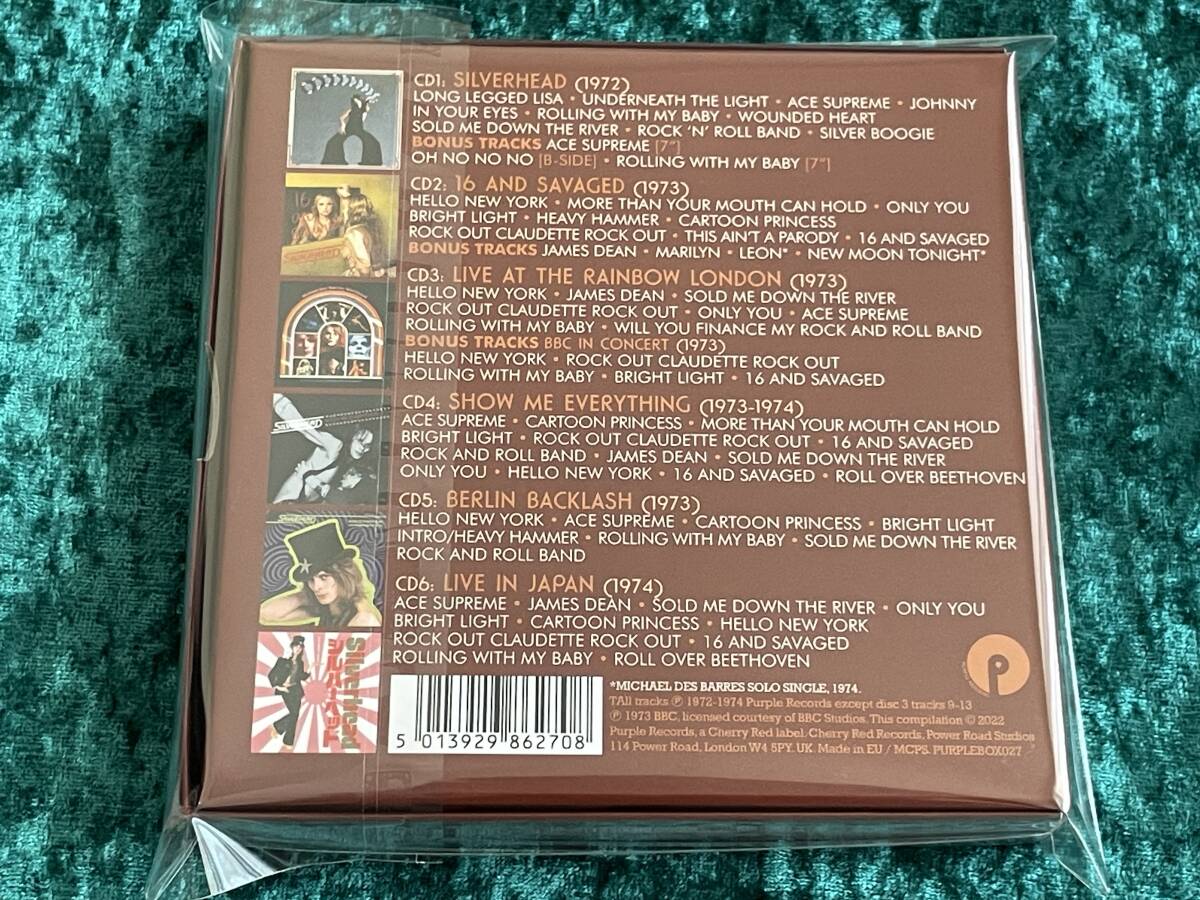 CD1: SILVERHEAD (1972)
LONG LEGGED LISA • UNDERNEATH THE LIGHT • ACE SUPREME • JOHNNY
IN YOUR EYES • ROLLING WITH MY BABY • WOUNDED HEART
SOLD ME DOWN THE RIVER • ROCK 'N' ROLL BAND • SILVER BOOGIE
BONUS TRACKS ACE SUPREME [7"]
OH NO NO NO [B-SIDE] • ROLLING WITH MY BABY [7"]
CD2: 16 AND SAVAGED (1973)
HELLO NEW YORK • MORE THAN YOUR MOUTH CAN HOLD • ONLY YOU
BRIGHT LIGHT • HEAVY HAMMER • CARTOON PRINCESS
ROCK OUT CLAUDETTE ROCK OUT • THIS AIN'T A PARODY • 16 AND SAVAGED
BONUS TRACKS JAMES DEAN • MARILYN • LEON* • NEW MOON TONIGHT*
CD3: LIVE AT THE RAINBOW LONDON (1973)
HELLO NEW YORK • JAMES DEAN • SOLD ME DOWN THE RIVER
ROCK OUT CLAUDETTE ROCK OUT • ONLY YOU • ACE SUPREME
ROLLING WITH MY BABY • WILL YOU FINANCE MY ROCK AND ROLL BAND
BONUS TRACKS BBC IN CONCERT (1973)
HELLO NEW YORK • ROCK OUT CLAUDETTE ROCK OUT
ROLLING WITH MY BABY • BRIGHT LIGHT • 16 AND SAVAGED
CD4: SHOW ME EVERYTHING (1973-1974)
ACE SUPREME • CARTOON PRINCESS • MORE THAN YOUR MOUTH CAN HOLD
BRIGHT LIGHT • ROCK OUT CLAUDETTE ROCK OUT • 16 AND SAVAGED
ROCK AND ROLL BAND • JAMES DEAN • SOLD ME DOWN THE RIVER
ONLY YOU • HELLO NEW YORK • 16 AND SAVAGED • ROLL OVER BEETHOVEN
CD5: BERLIN BACKLASH (1973)
HELLO NEW YORK • ACE SUPREME • CARTOON PRINCESS • BRIGHT LIGHT
INTRO/HEAVY HAMMER • ROLLING WITH MY BABY • SOLD ME DOWN THE RIVER
ROCK AND ROLL BAND
CD6: LIVE IN JAPAN (1974)
ACE SUPREME • JAMES DEAN • SOLD ME DOWN THE RIVER • ONLY YOU
BRIGHT LIGHT • CARTOON PRINCESS • HELLO NEW YORK
ROCK OUT CLAUDETTE ROCK OUT • 16 AND SAVAGED
ROLLING WITH MY BABY • ROLL OVER BEETHOVEN
Silverhead
5 013929 862708
*MICHAEL DES BARRES SOLO SINGLE, 1974.
TAll tracks ℗ 1972-1974 Purple Records except disc 3 tracks 9-13
℗ 1973 BBC, licensed courtesy of BBC Studios. This compilation © 2022
Purple Records, a Cherry Red label. Cherry Red Records, Power Road Studios
114 Power Road, London W4 5PY. UK. Made in EU / MCPS. PURPLEBOX027